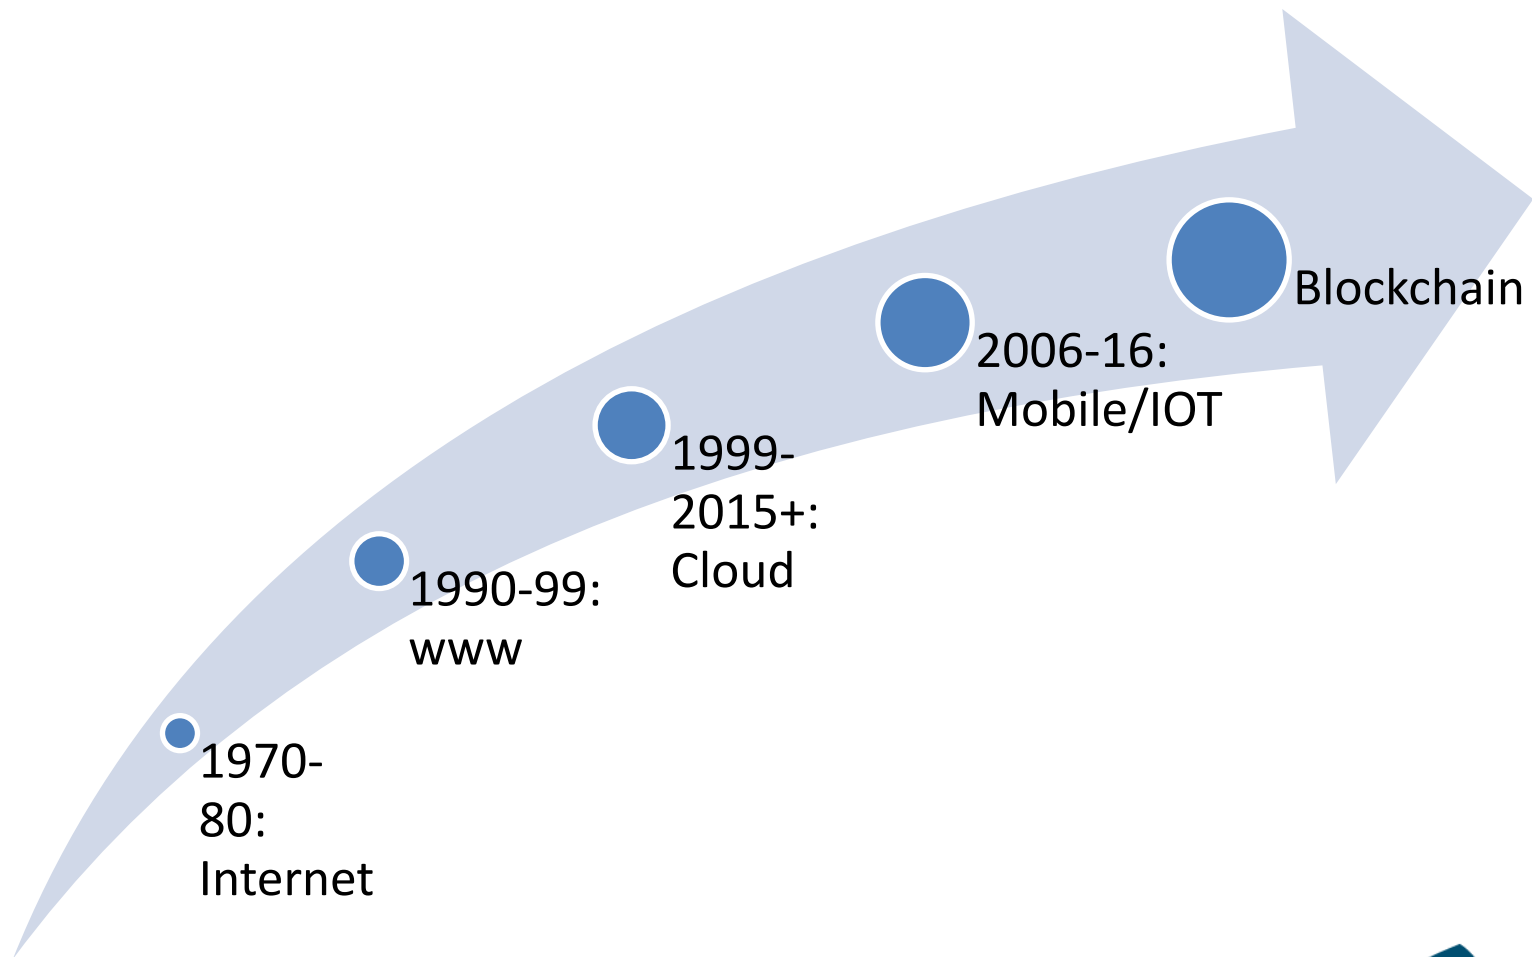 1970-
80:
Internet
1990-99:
www
1999-
2015+:
Cloud
2006-16:
Mobile/IOT
Blockchain